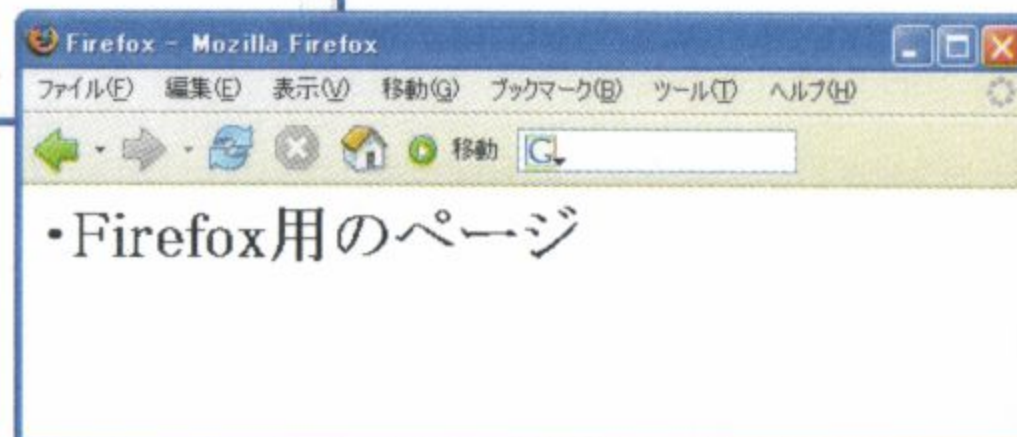 Firefox - Mozilla Firefox
ファイル(F) 編集(E) 表示(V) 移動(G) ブックマーク(B) ツール(T) ヘルプ(H)
移動 G
・Firefox用のページ